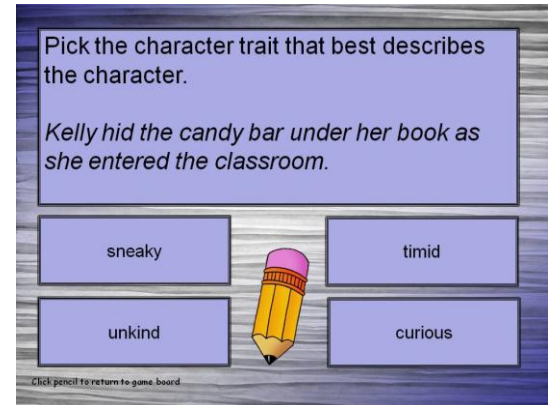 Pick the character trait that best describes
the character.
Kelly hid the candy bar under her book as
she entered the classroom.
sneaky
timid
unkind
curious
Click pencil to return to game board